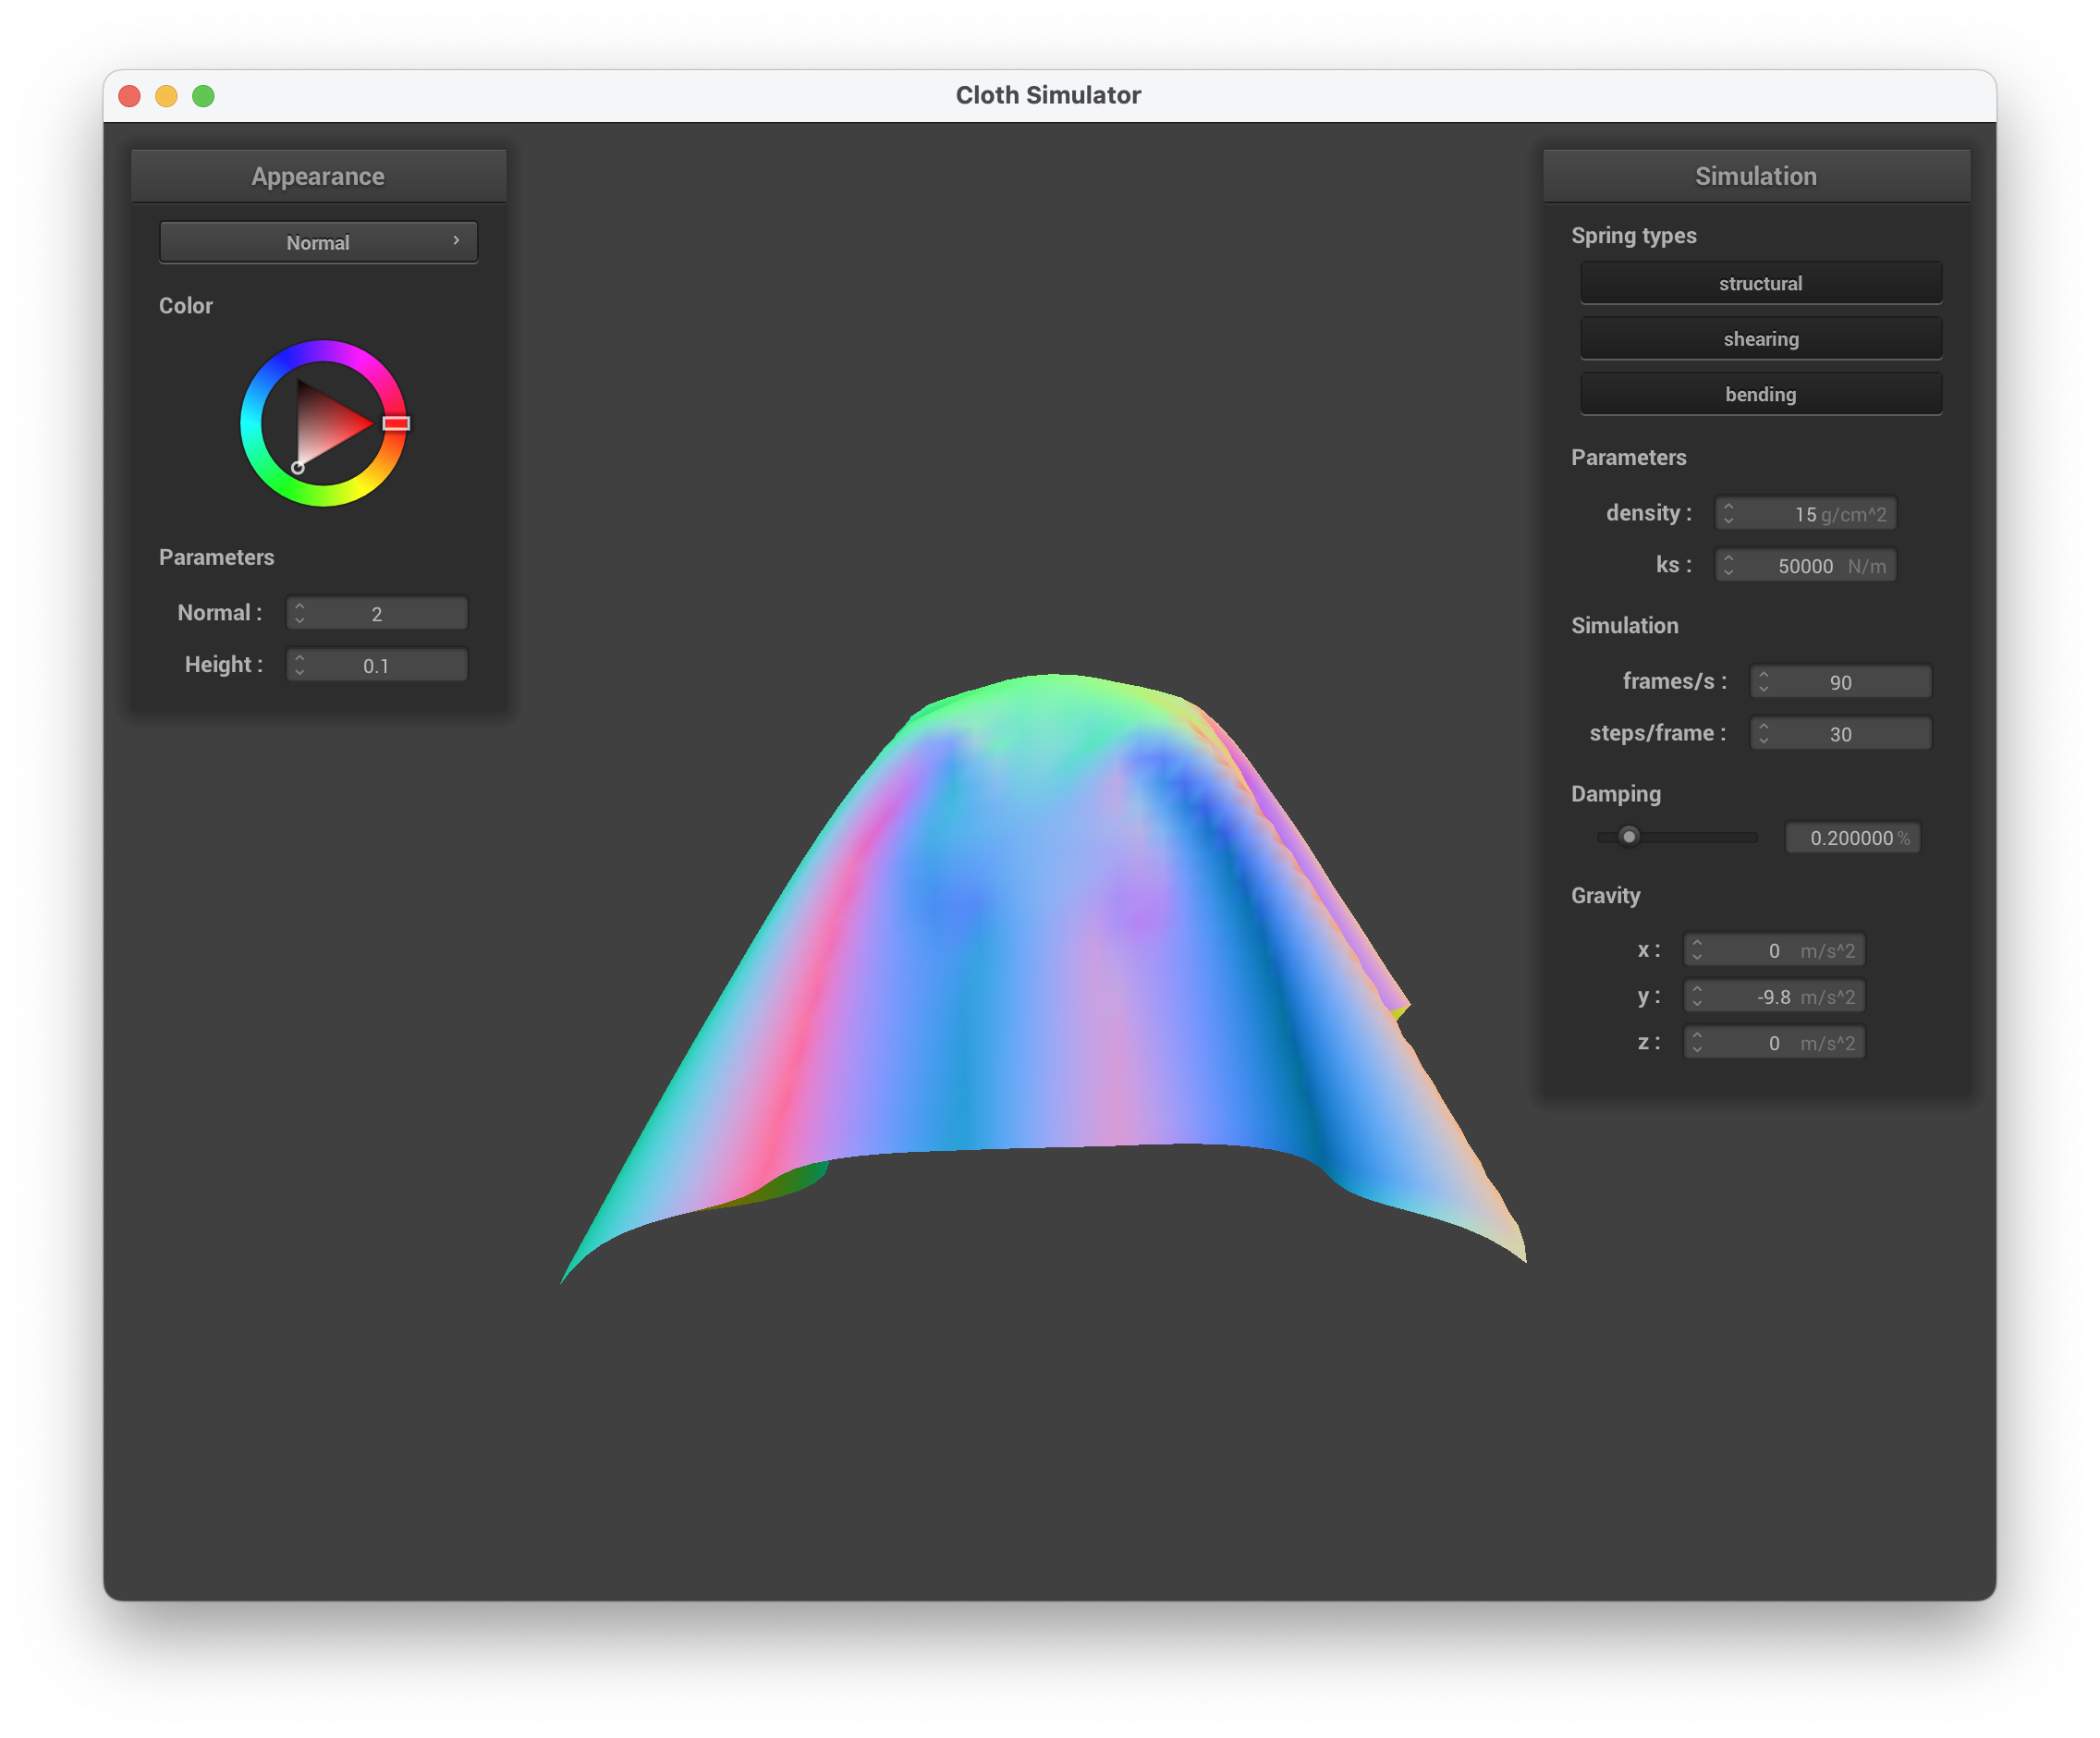 Cloth Simulator
Appearance
Normal
Color
Parameters
Normal : 2
Height : 0.1
Simulation
Spring types
structural
shearing
bending
Parameters
density : 15 g/cm^2
ks : 50000 N/m
Simulation
frames/s : 90
steps/frame : 30
Damping
0.200000 %
Gravity
x : 0 m/s^2
y : -9.8 m/s^2
z : 0 m/s^2